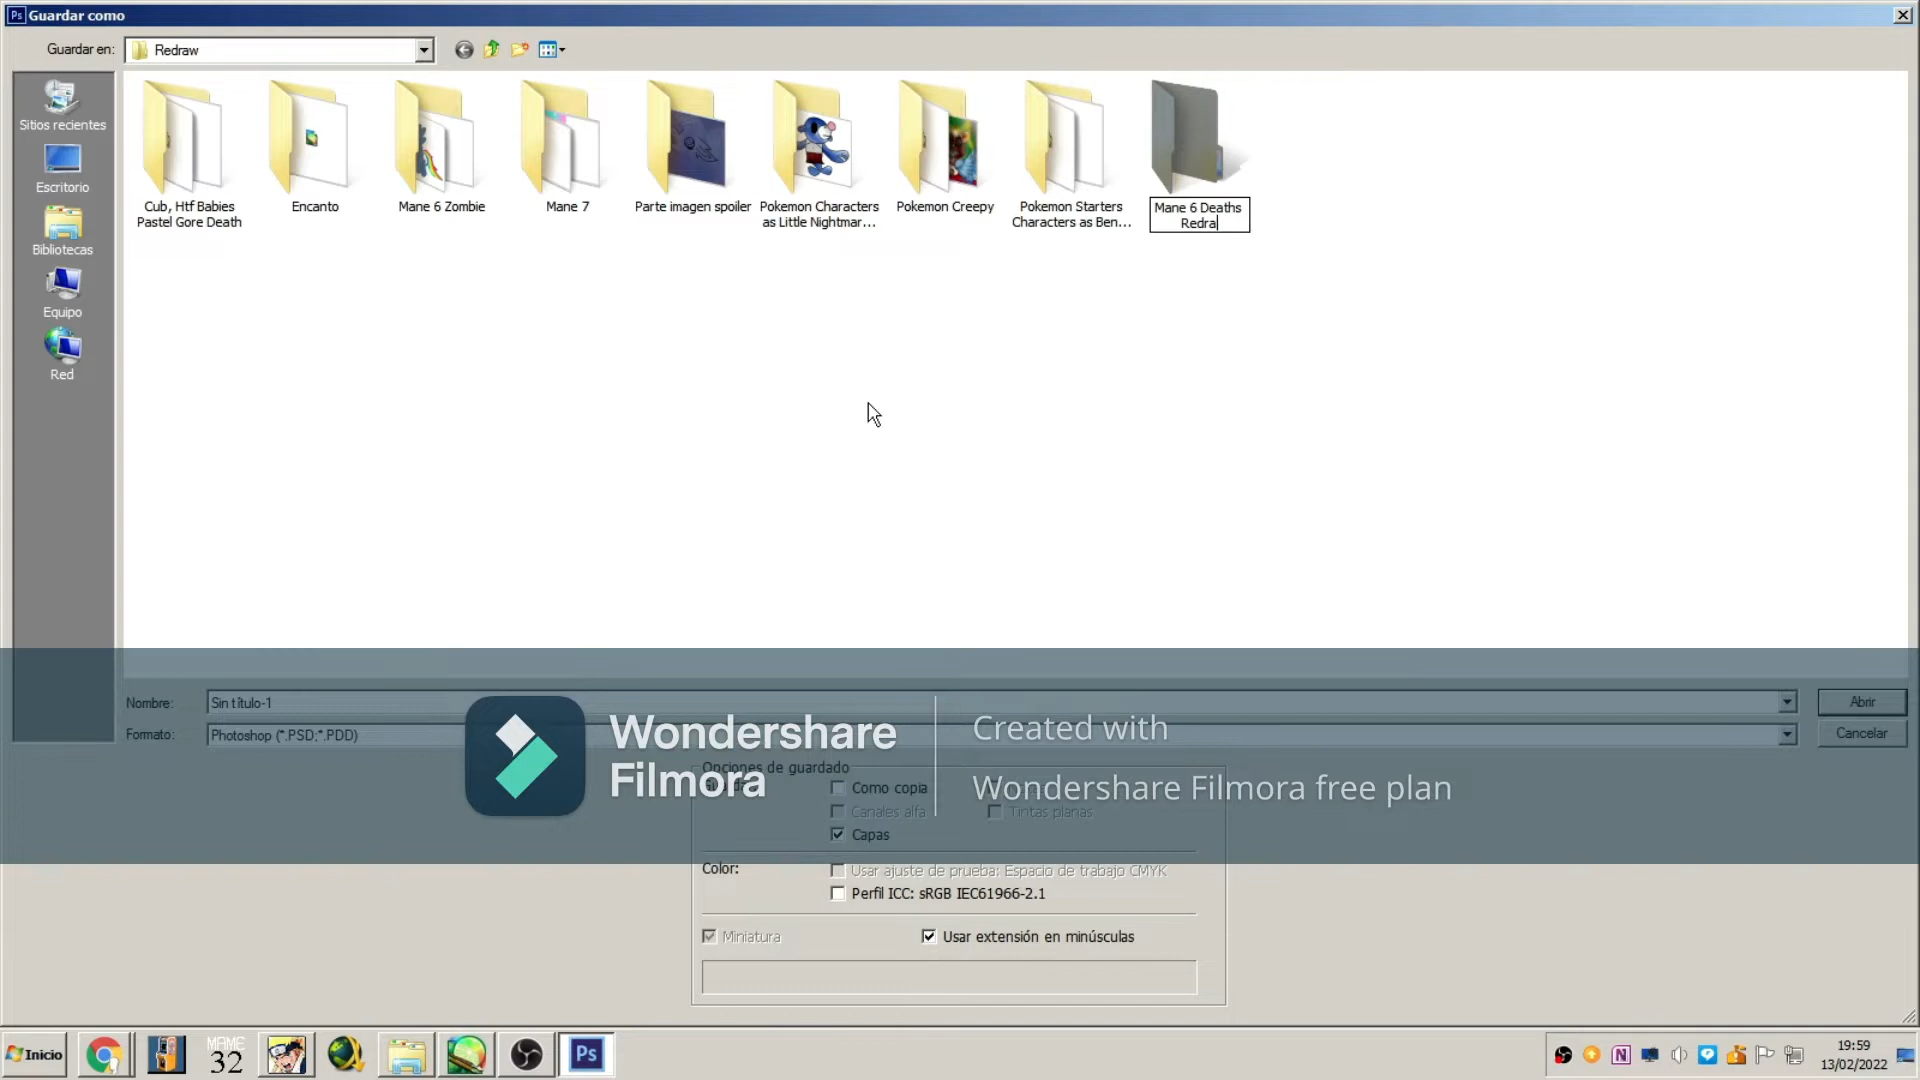 Ps Guardar como
Guardar en: Redraw
Sitios recientes
Escritorio
Bibliotecas
Equipo
Red
Cub, Htf Babies
Pastel Gore Death
Encanto
Mane 6 Zombie
Mane 7
Parte imagen spoiler
Pokemon Characters
as Little Nightmar...
Pokemon Creepy
Pokemon Starters
Characters as Ben...
Mane 6 Deaths
Redra
Nombre: Sin título-1
Abrir
Formato: Photoshop (*.PSD;*.PDD)
Cancelar
Wondershare
Filmora
Created with
Wondershare Filmora free plan
Opciones de guardado
Como copia
Canales alfa
Tintas planas
Capas
Color:
Usar ajuste de prueba: Espacio de trabajo CMYK
Perfil ICC: sRGB IEC61966-2.1
Miniatura
Usar extensión en minúsculas
Inicio
MAME
32
Ps
N
19:59
13/02/2022